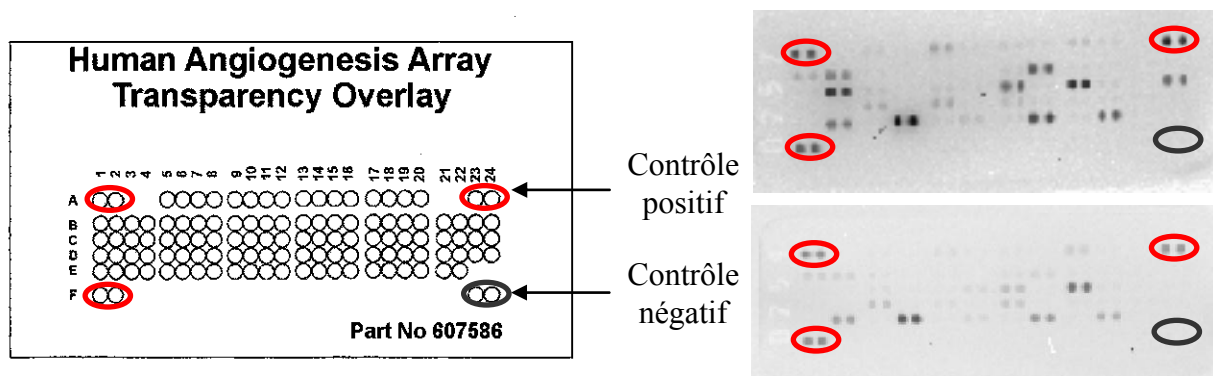 Human Angiogenesis Array
Transparency Overlay
1 2 3 4 5 6 7 8 9 10 11 12 13 14 15 16 17 18 19 20 21 22 23 24
A
B
C
D
E
F
Part No 607586
Contrôle
positif
Contrôle
négatif